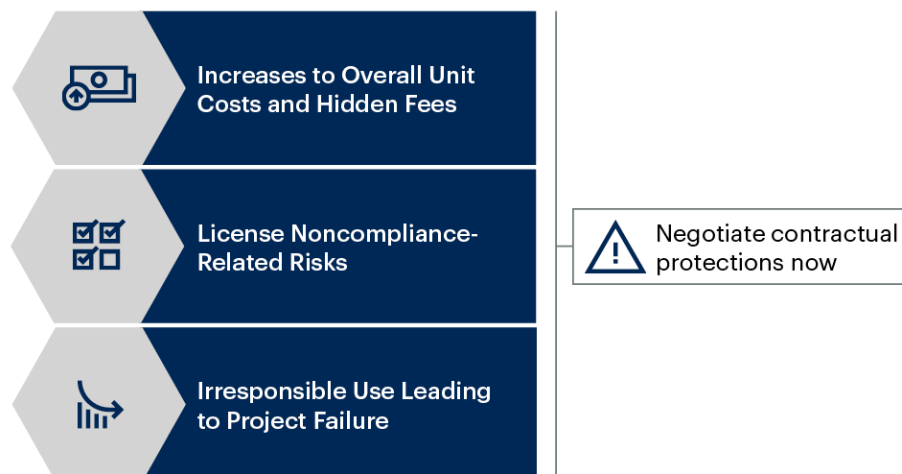 Increases to Overall Unit
Costs and Hidden Fees
License Noncompliance-
Related Risks
Negotiate contractual
protections now
Irresponsible Use Leading
to Project Failure